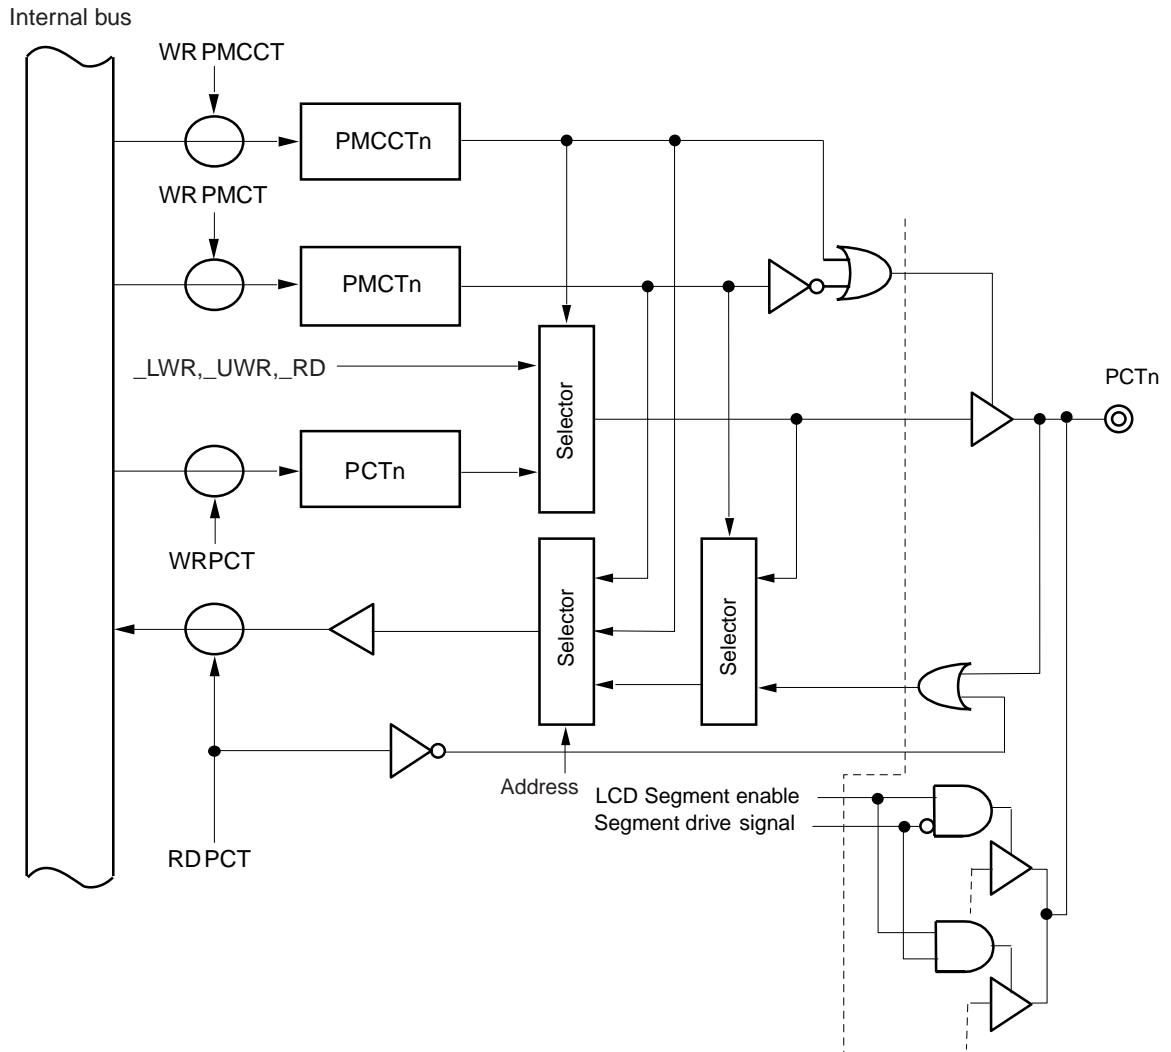 Internal bus
WR PMCCT
PMCCTn
WR PMCT
PMCTn
_LWR,_UWR,_RD
Selector
PCTn
PCTn
WRPCT
Selector
Selector
Address
LCD Segment enable
Segment drive signal
RD PCT